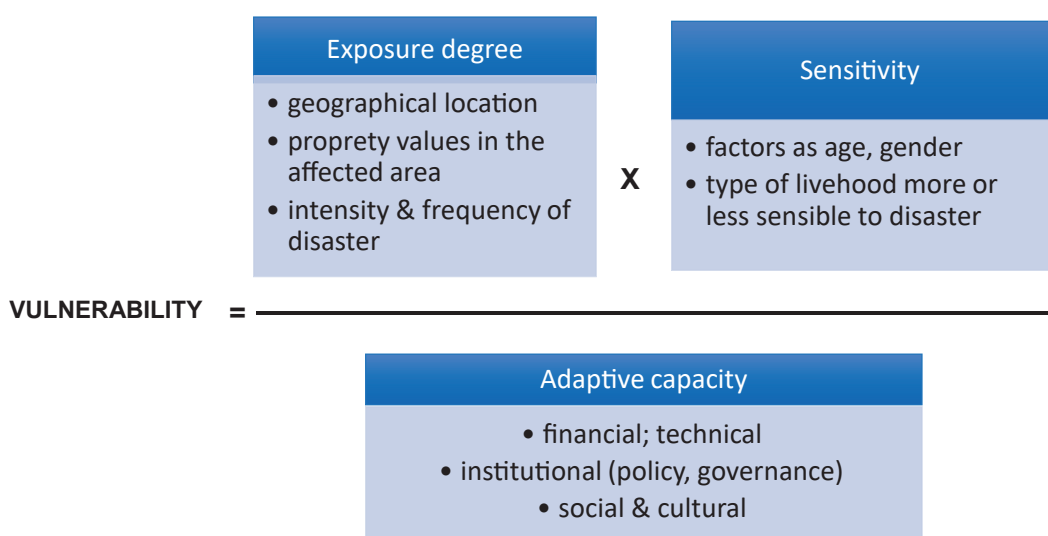 Exposure degree
• geographical location
• proprety values in the
affected area
• intensity & frequency of
disaster
X
Sensitivity
• factors as age, gender
• type of livehood more or
less sensible to disaster
VULNERABILITY =
Adaptive capacity
• financial; technical
• institutional (policy, governance)
• social & cultural